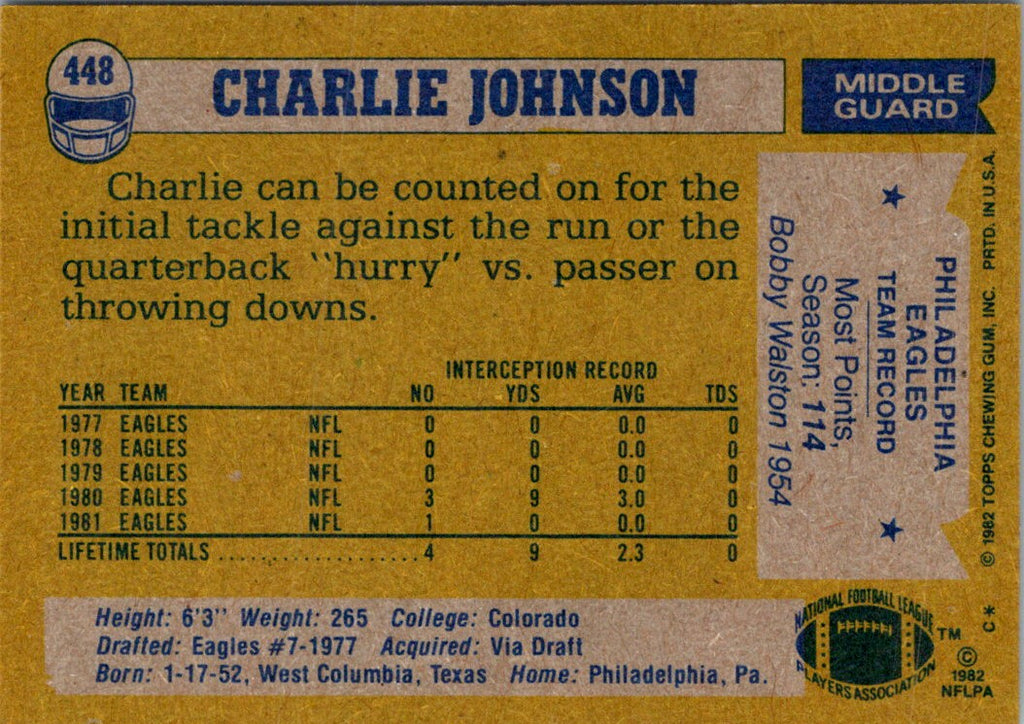 448
CHARLIE JOHNSON
MIDDLE
GUARD
Charlie can be counted on for the
initial tackle against the run or the
quarterback "hurry" vs. passer on
throwing downs.
INTERCEPTION RECORD
YEAR TEAM NO YDS AVG TDS
1977 EAGLES NFL 0 0 0.0 0
1978 EAGLES NFL 0 0 0.0 0
1979 EAGLES NFL 0 0 0.0 0
1980 EAGLES NFL 3 9 3.0 0
1981 EAGLES NFL 1 0 0.0 0
LIFETIME TOTALS ....................4 9 2.3 0
Height: 6'3" Weight: 265 College: Colorado
Drafted: Eagles #7-1977 Acquired: Via Draft
Born: 1-17-52, West Columbia, Texas Home: Philadelphia, Pa.
PHILADELPHIA
EAGLES
★ TEAM RECORD ★
Most Points,
Season: 114
Bobby Walston 1954
© 1982 TOPPS CHEWING GUM, INC. PRTD. IN U.S.A.
C *
NATIONAL FOOTBALL LEAGUE
PLAYERS ASSOCIATION
TM
©
1982
NFLPA